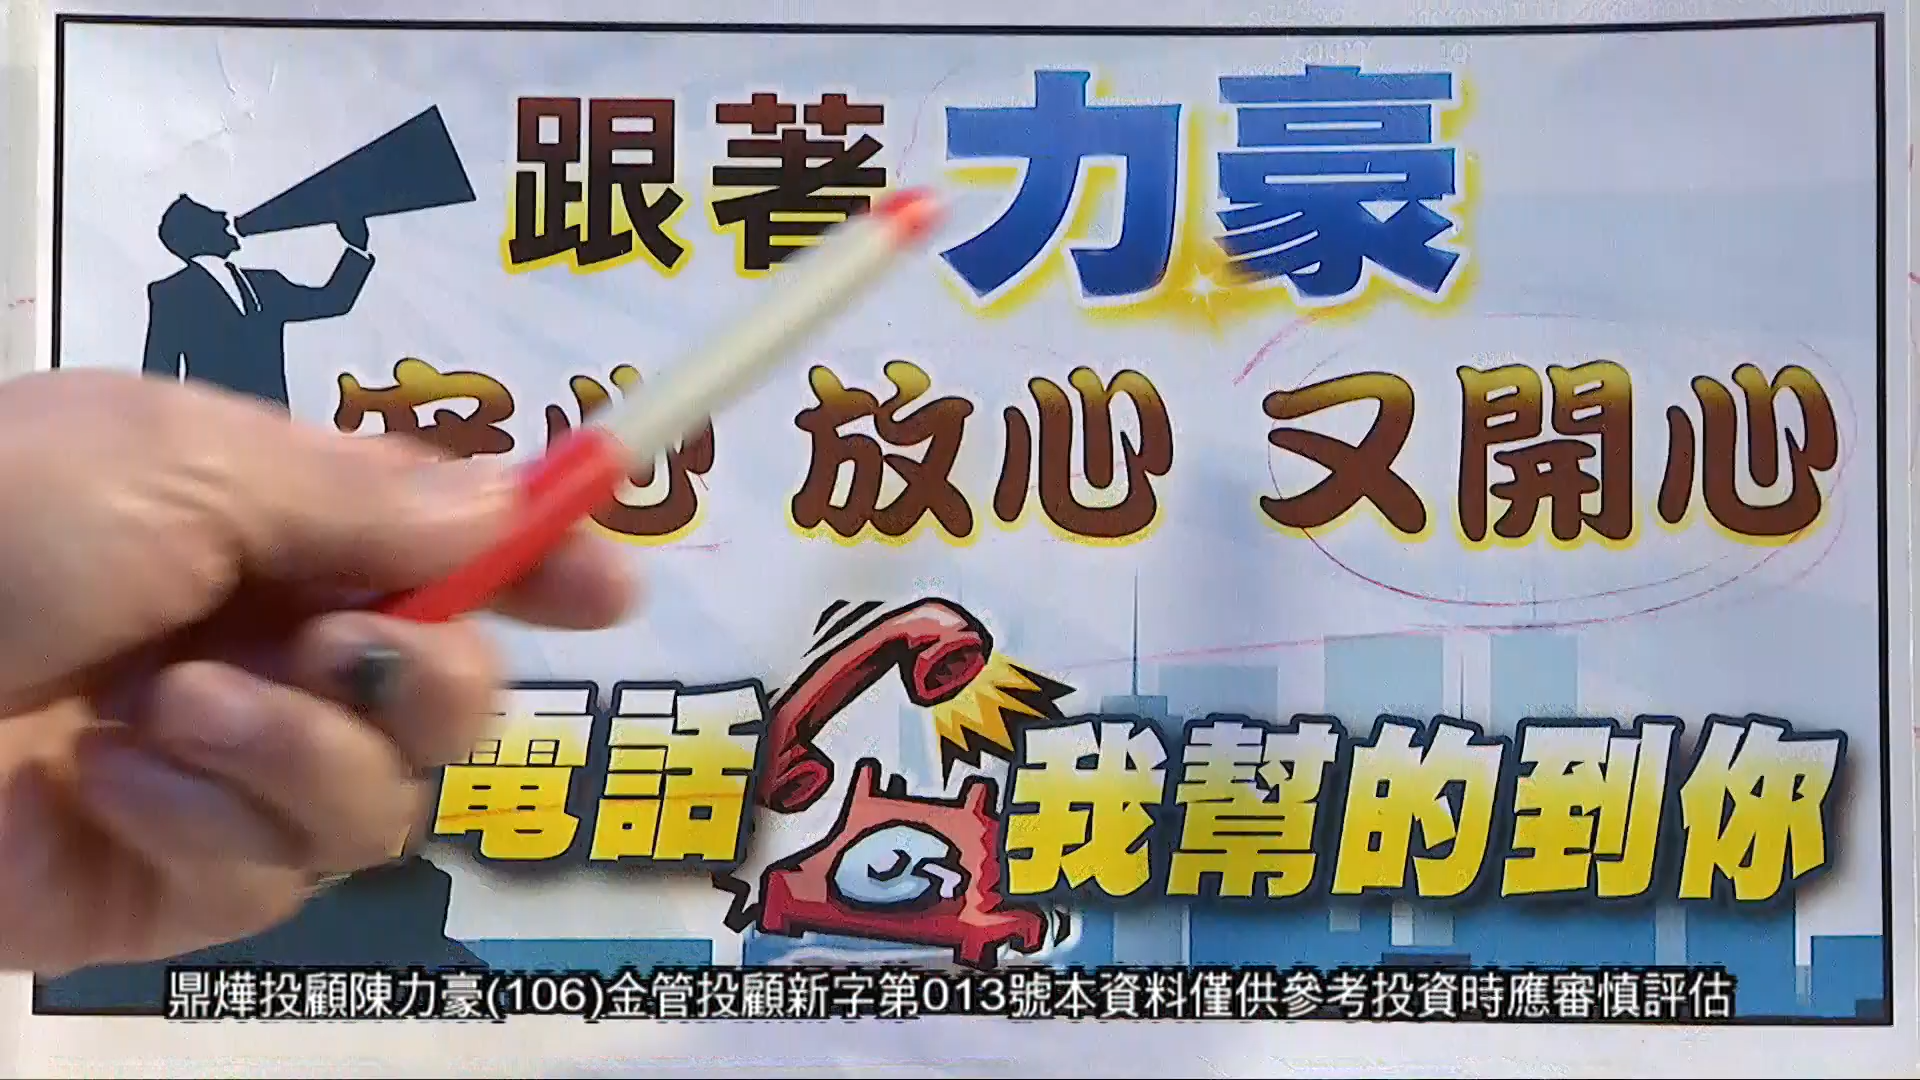 跟著力豪
安心 放心 又開心
電話 我幫的到你
鼎燁投顧陳力豪(106)金管投顧新字第013號本資料僅供參考投資時應審慎評估